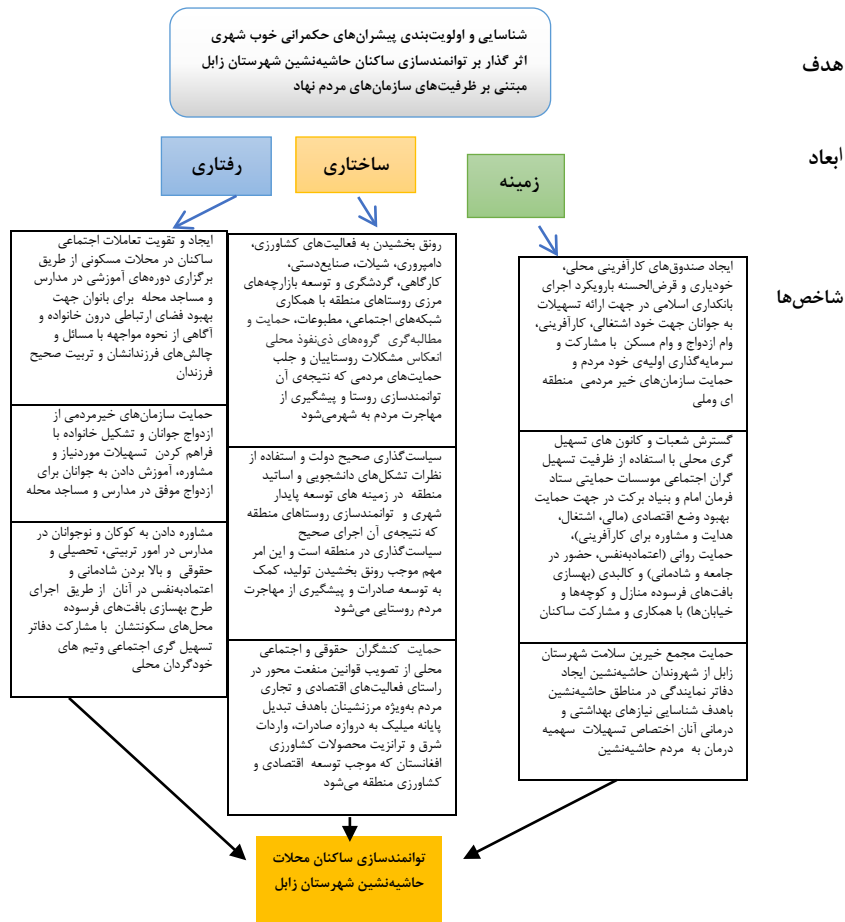 هدف
شناسایی و اولویت‌بندی پیشران‌های حکمرانی خوب شهری
اثر گذار بر توانمندسازی ساکنان حاشیه‌نشین شهرستان زابل
مبتنی بر ظرفیت‌های سازمان‌های مردم نهاد
ابعاد
زمینه
ساختاری
رفتاری
شاخص‌ها
ایجاد صندوق‌های کارآفرینی محلی،
خودیاری و قرض‌الحسنه بارویکرد اجرای
بانکداری اسلامی در جهت ارائه تسهیلات
به جوانان جهت خود اشتغالی، کارآفرینی،
وام ازدواج و وام مسکن با مشارکت و
سرمایه‌گذاری اولیه‌ی خود مردم و
حمایت سازمان‌های خیر مردمی منطقه
ای وملی
گسترش شعبات و کانون های تسهیل
گری محلی با استفاده از ظرفیت تسهیل
گران اجتماعی موسسات حمایتی ستاد
فرمان امام و بنیاد برکت در جهت حمایت
بهبود وضع اقتصادی (مالی، اشتغال،
هدایت و مشاوره برای کارآفرینی)،
حمایت روانی (اعتمادبه‌نفس، حضور در
جامعه و شادمانی) و کالبدی (بهسازی
بافت‌های فرسوده منازل و کوچه‌ها و
خیابان‌ها) با همکاری و مشارکت ساکنان
حمایت مجمع خیرین سلامت شهرستان
زابل از شهروندان حاشیه‌نشین ایجاد
دفاتر نمایندگی در مناطق حاشیه‌نشین
باهدف شناسایی نیازهای بهداشتی و
درمانی آنان اختصاص تسهیلات سهمیه
درمان به مردم حاشیه‌نشین
رونق بخشیدن به فعالیت‌های کشاورزی،
دامپروری، شیلات، صنایع‌دستی،
کارگاهی، گردشگری و توسعه بازارچه‌های
مرزی روستاهای منطقه با همکاری
شبکه‌های اجتماعی، مطبوعات، حمایت و
مطالبه‌گری گروه‌های ذی‌نفوذ محلی
انعکاس مشکلات روستاییان و جلب
حمایت‌های مردمی که نتیجه‌ی آن
توانمندسازی روستا و پیشگیری از
مهاجرت مردم به شهرمی‌شود
سیاست‌گذاری صحیح دولت و استفاده از
نظرات تشکل‌های دانشجویی و اساتید
منطقه در زمینه های توسعه پایدار
شهری و توانمندسازی روستاهای منطقه
که نتیجه‌ی آن اجرای صحیح
سیاست‌گذاری در منطقه است و این امر
مهم موجب رونق بخشیدن تولید، کمک
به توسعه صادرات و پیشگیری از مهاجرت
مردم روستایی می‌شود
حمایت کنشگران حقوقی و اجتماعی
محلی از تصویب قوانین منفعت محور در
راستای فعالیت‌های اقتصادی و تجاری
مردم به‌ویژه مرزنشینان باهدف تبدیل
پایانه میلیک به دروازه صادرات، واردات
شرق و ترانزیت محصولات کشاورزی
افغانستان که موجب توسعه اقتصادی و
کشاورزی منطقه می‌شود
ایجاد و تقویت تعاملات اجتماعی
ساکنان در محلات مسکونی از طریق
برگزاری دوره‌های آموزشی در مدارس
و مساجد محله برای بانوان جهت
بهبود فضای ارتباطی درون خانواده و
آگاهی از نحوه مواجهه با مسائل و
چالش‌های فرزندانشان و تربیت صحیح
فرزندان
حمایت سازمان‌های خیرمردمی از
ازدواج جوانان و تشکیل خانواده با
فراهم کردن تسهیلات موردنیاز و
مشاوره، آموزش دادن به جوانان برای
ازدواج موفق در مدارس و مساجد محله
مشاوره دادن به کوکان و نوجوانان در
مدارس در امور تربیتی، تحصیلی و
حقوقی و بالا بردن شادمانی و
اعتمادبه‌نفس در آنان از طریق اجرای
طرح بهسازی بافت‌های فرسوده
محل‌های سکونتشان با مشارکت دفاتر
تسهیل گری اجتماعی وتیم های
خودگردان محلی
توانمندسازی ساکنان محلات
حاشیه‌نشین شهرستان زابل